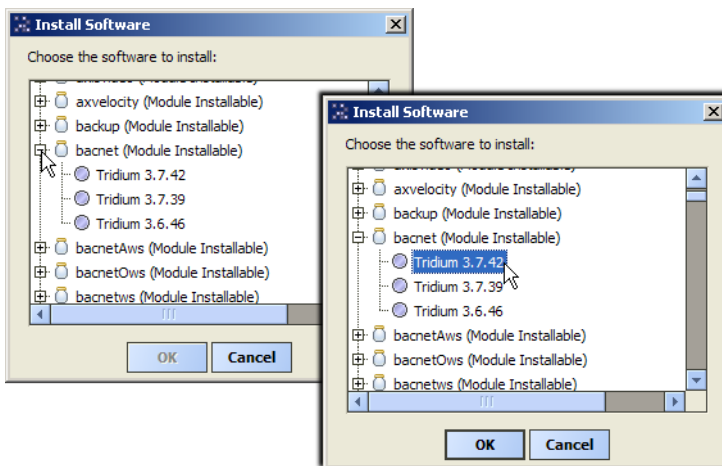 Install Software
Choose the software to install:
axvelocity (Module Installable)
backup (Module Installable)
bacnet (Module Installable)
Tridium 3.7.42
Tridium 3.7.39
Tridium 3.6.46
bacnetAws (Module Installable)
bacnetOws (Module Installable)
bacnetws (Module Installable)
OK
Cancel
Install Software
Choose the software to install:
axvelocity (Module Installable)
backup (Module Installable)
bacnet (Module Installable)
Tridium 3.7.42
Tridium 3.7.39
Tridium 3.6.46
bacnetAws (Module Installable)
bacnetOws (Module Installable)
bacnetws (Module Installable)
OK
Cancel